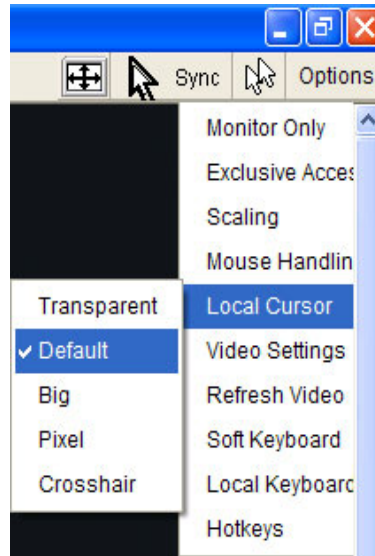 Sync Options
Monitor Only
Exclusive Acces
Scaling
Mouse Handlin
Local Cursor
Video Settings
Refresh Video
Soft Keyboard
Local Keyboard
Hotkeys
Transparent
Default
Big
Pixel
Crosshair